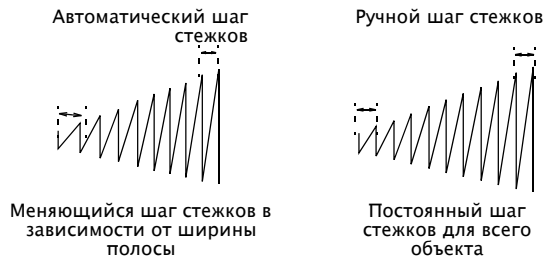 Автоматический шаг
стежков
Ручной шаг стежков
Меняющийся шаг стежков в
зависимости от ширины
полосы
Постоянный шаг
стежков для всего
объекта